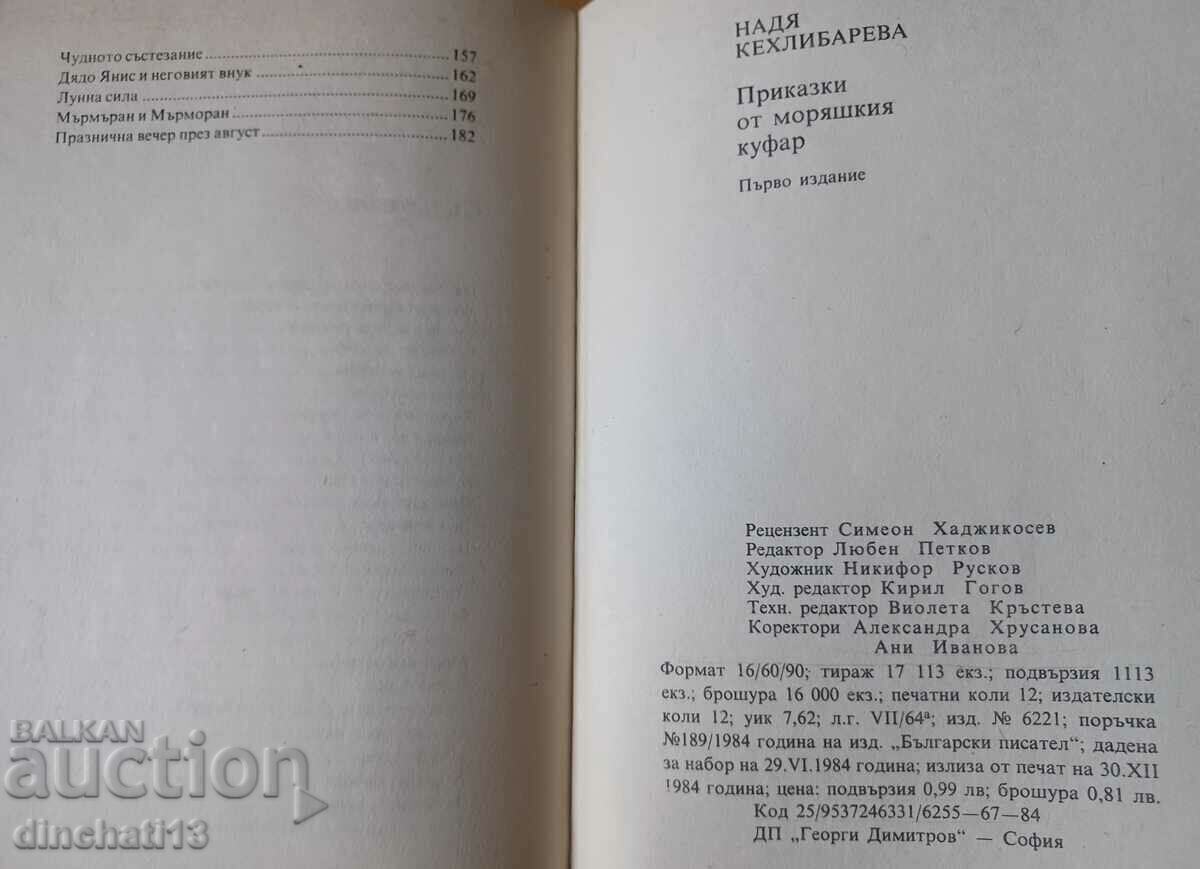 Чудното състезание 157
Дядо Янис и неговият внук 162
Лунна сила 169
Мърмъран и Мърморан 176
Празнична вечер през август 182
НАДЯ
КЕХЛИБАРЕВА
Приказки
от моряшкия
куфар
Първо издание
Рецензент Симеон Хаджикосев
Редактор Любен Петков
Художник Никифор Русков
Худ. редактор Кирил Гогов
Техн. редактор Виолета Кръстева
Коректори Александра Хрусанова
Ани Иванова
Формат 16/60/90; тираж 17 113 екз.; подвързия 1113
екз.; брошура 16 000 екз.; печатни коли 12; издателски
коли 12; уик 7,62; л.г. VII/64ª; изд. № 6221; поръчка
№189/1984 година на изд. „Български писател“; дадена
за набор на 29.VI.1984 година; излиза от печат на 30.XII
1984 година; цена: подвързия 0,99 лв; брошура 0,81 лв.
Код 25/9537246331/6255—67—84
ДП „Георги Димитров“ — София
BALKAN
auction
dinchati13